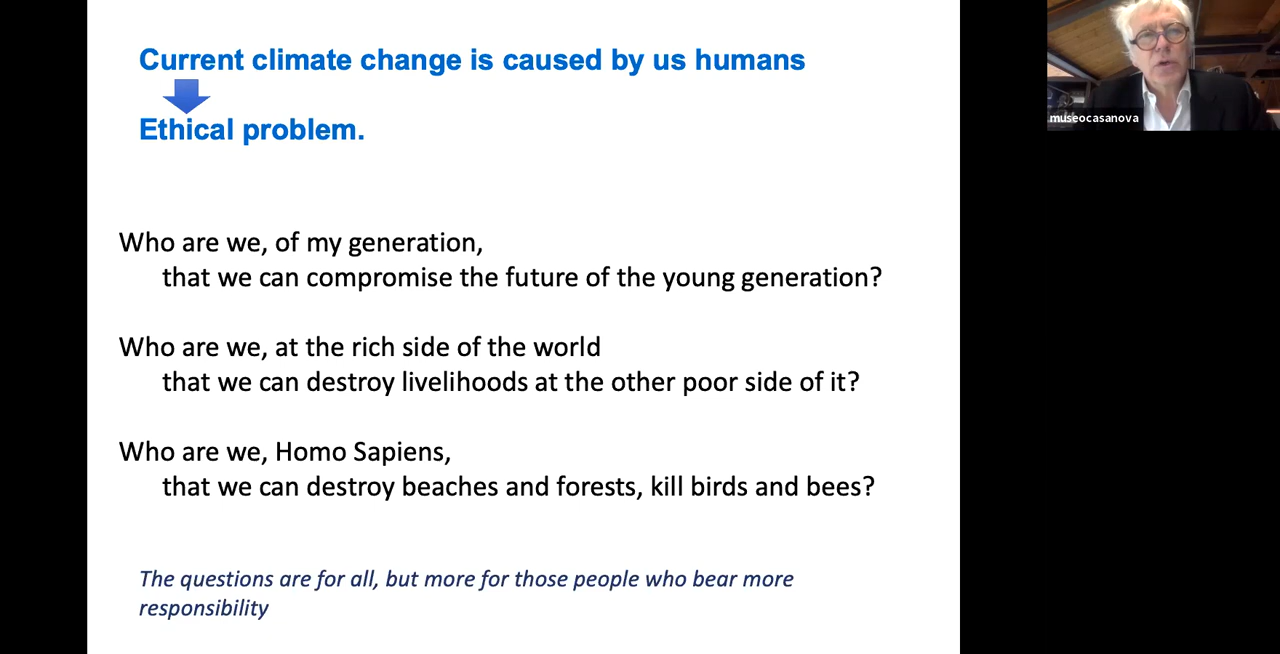 Current climate change is caused by us humans
Ethical problem.
Who are we, of my generation,
that we can compromise the future of the young generation?
Who are we, at the rich side of the world
that we can destroy livelihoods at the other poor side of it?
Who are we, Homo Sapiens,
that we can destroy beaches and forests, kill birds and bees?
The questions are for all, but more for those people who bear more
responsibility
museocasanova